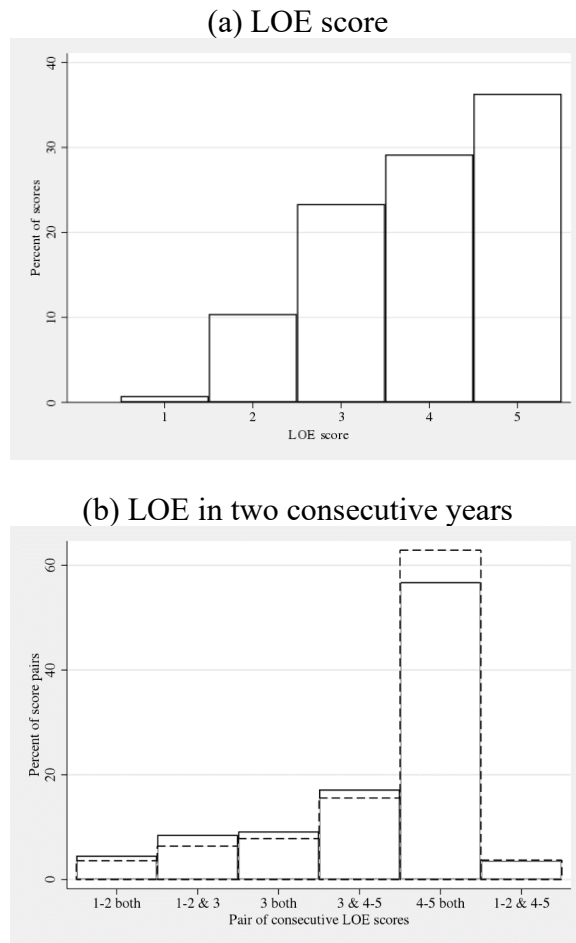 (a) LOE score
40
30
20
10
0
Percent of scores
1 2 3 4 5
LOE score
(b) LOE in two consecutive years
60
40
20
0
Percent of score pairs
1-2 both 1-2 & 3 3 both 3 & 4-5 4-5 both 1-2 & 4-5
Pair of consecutive LOE scores